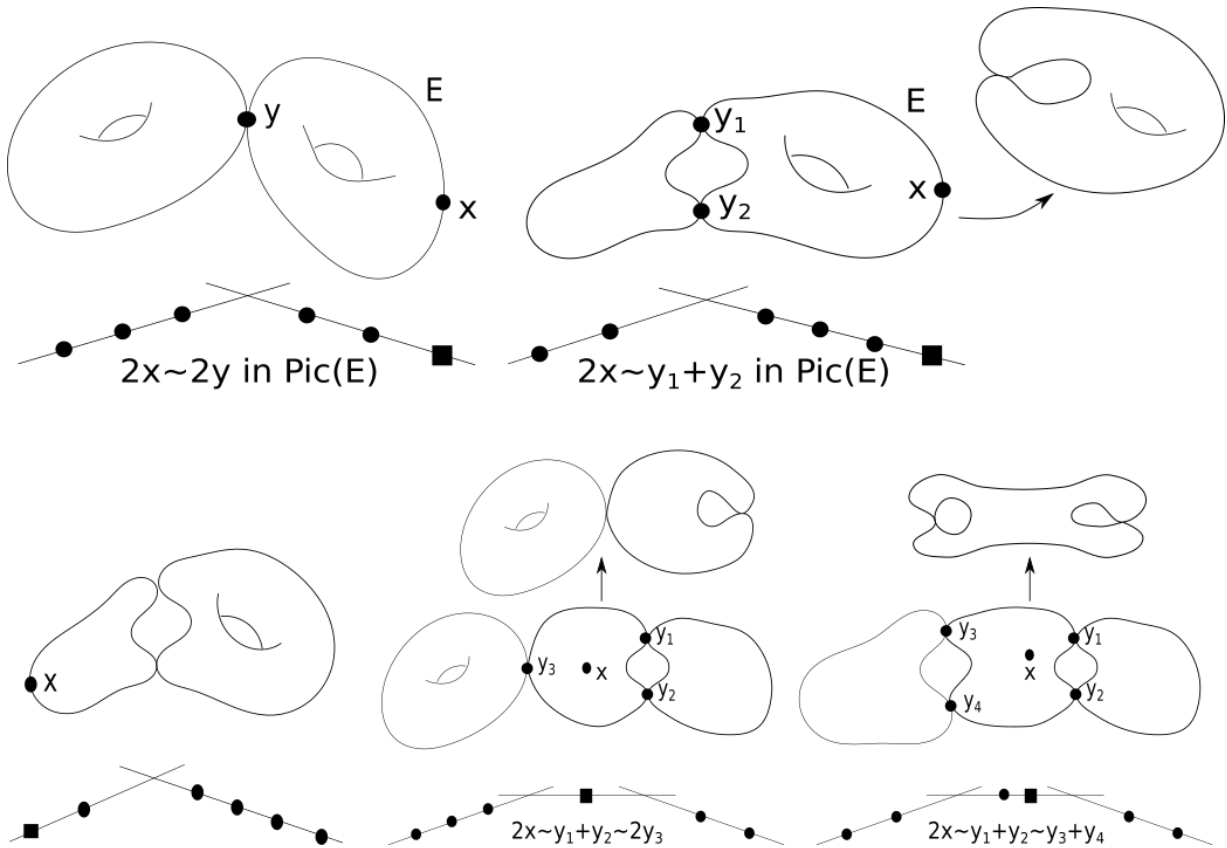 E
y
x
2x~2y in Pic(E)
E
y₁
y₂
x
2x~y₁+y₂ in Pic(E)
x
y₃
x
y₁
y₂
2x~y₁+y₂~2y₃
y₃
y₄
x
y₁
y₂
2x~y₁+y₂~y₃+y₄